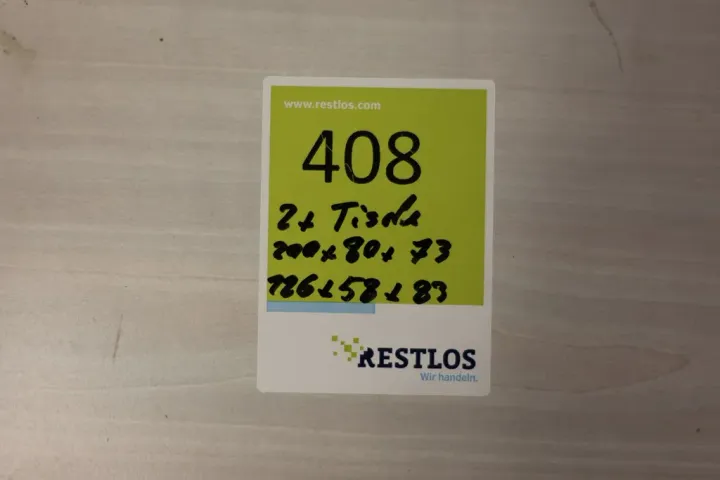 www.restlos.com
408
2x Tische
200x80x73
126x58x83
RESTLOS
Wir handeln.